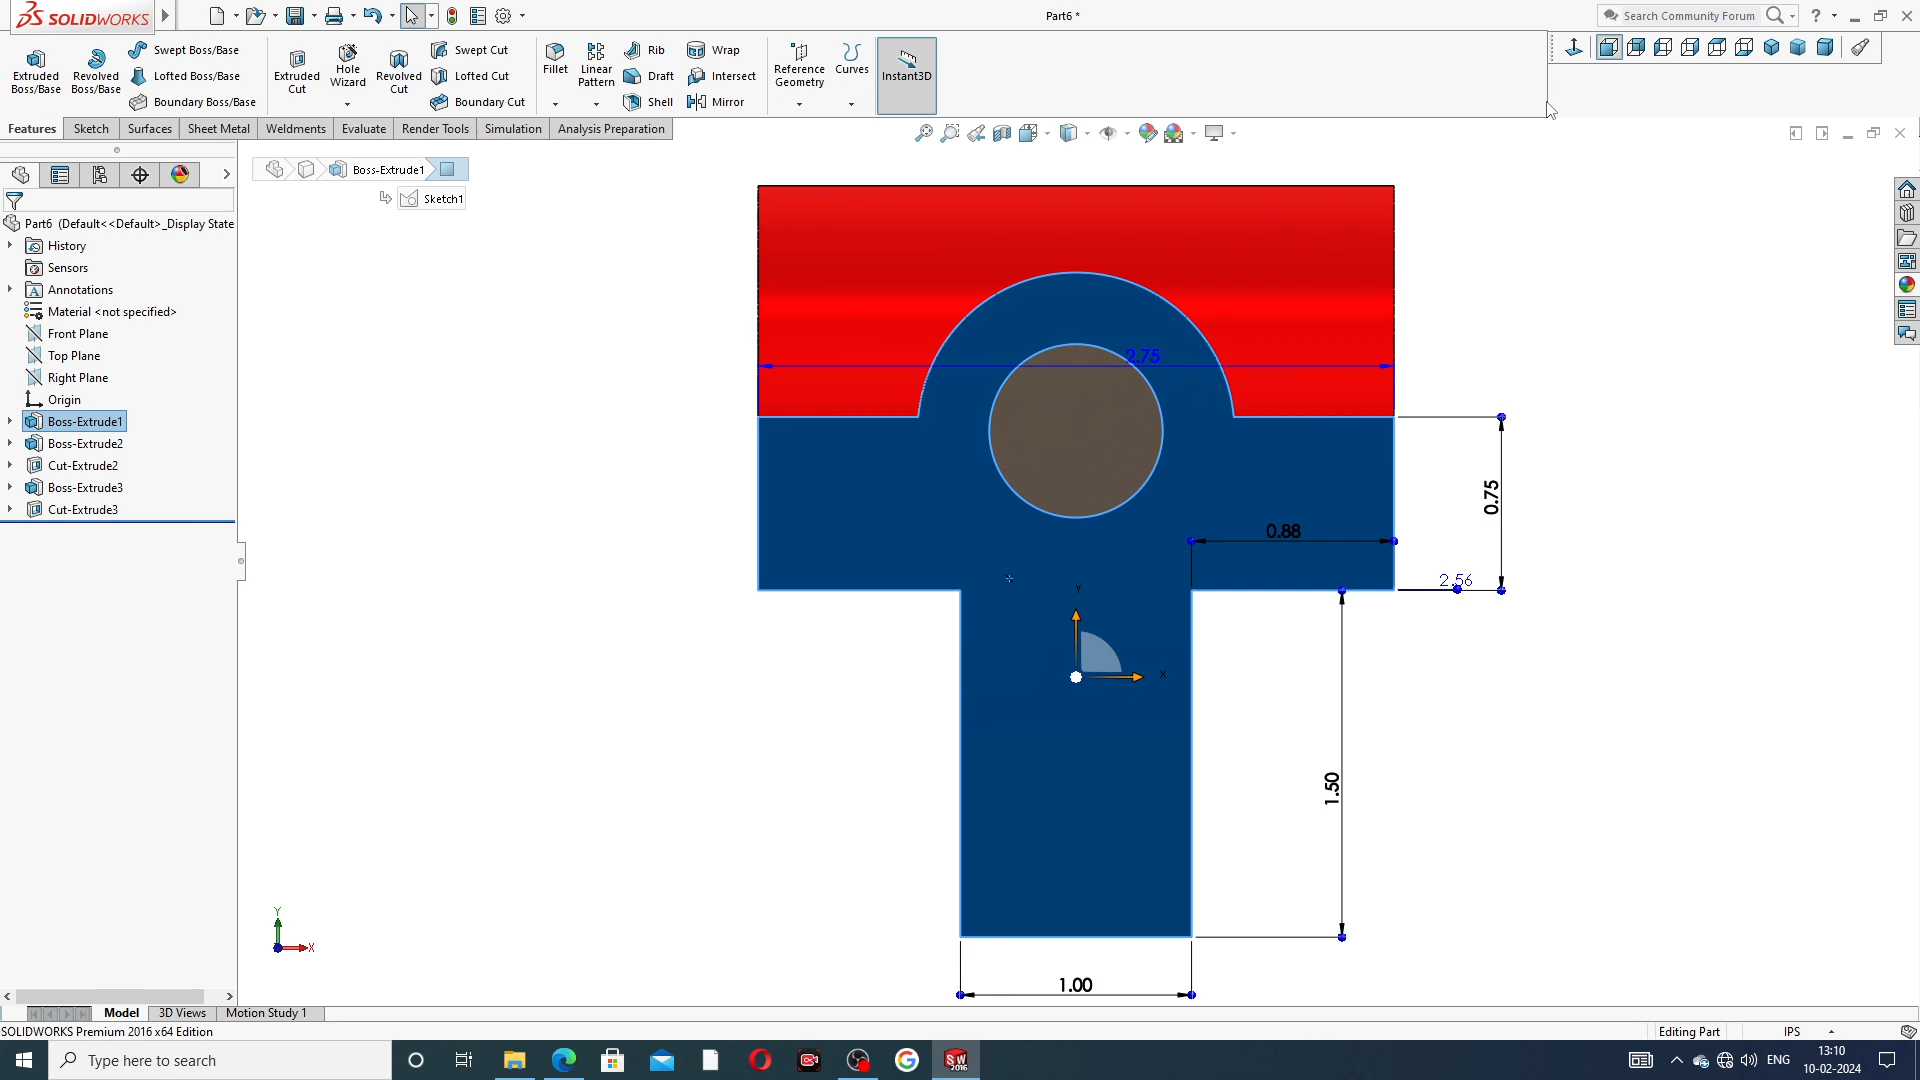 SOLIDWORKS
Part6 *
Search Community Forum
?
Extruded Boss/Base
Revolved Boss/Base
Swept Boss/Base
Lofted Boss/Base
Boundary Boss/Base
Extruded Cut
Hole Wizard
Revolved Cut
Swept Cut
Lofted Cut
Boundary Cut
Fillet
Linear Pattern
Rib
Draft
Shell
Wrap
Intersect
Mirror
Reference Geometry
Curves
Instant3D
Features
Sketch
Surfaces
Sheet Metal
Weldments
Evaluate
Render Tools
Simulation
Analysis Preparation
Boss-Extrude1
Sketch1
Part6 (Default<<Default>_Display State
History
Sensors
Annotations
Material <not specified>
Front Plane
Top Plane
Right Plane
Origin
Boss-Extrude1
Boss-Extrude2
Cut-Extrude2
Boss-Extrude3
Cut-Extrude3
2.75
0.75
0.88
2.56
Y
X
1.50
1.00
Y
X
Model
3D Views
Motion Study 1
SOLIDWORKS Premium 2016 x64 Edition
Editing Part
IPS
Type here to search
SW
2016
ENG
13:10
10-02-2024